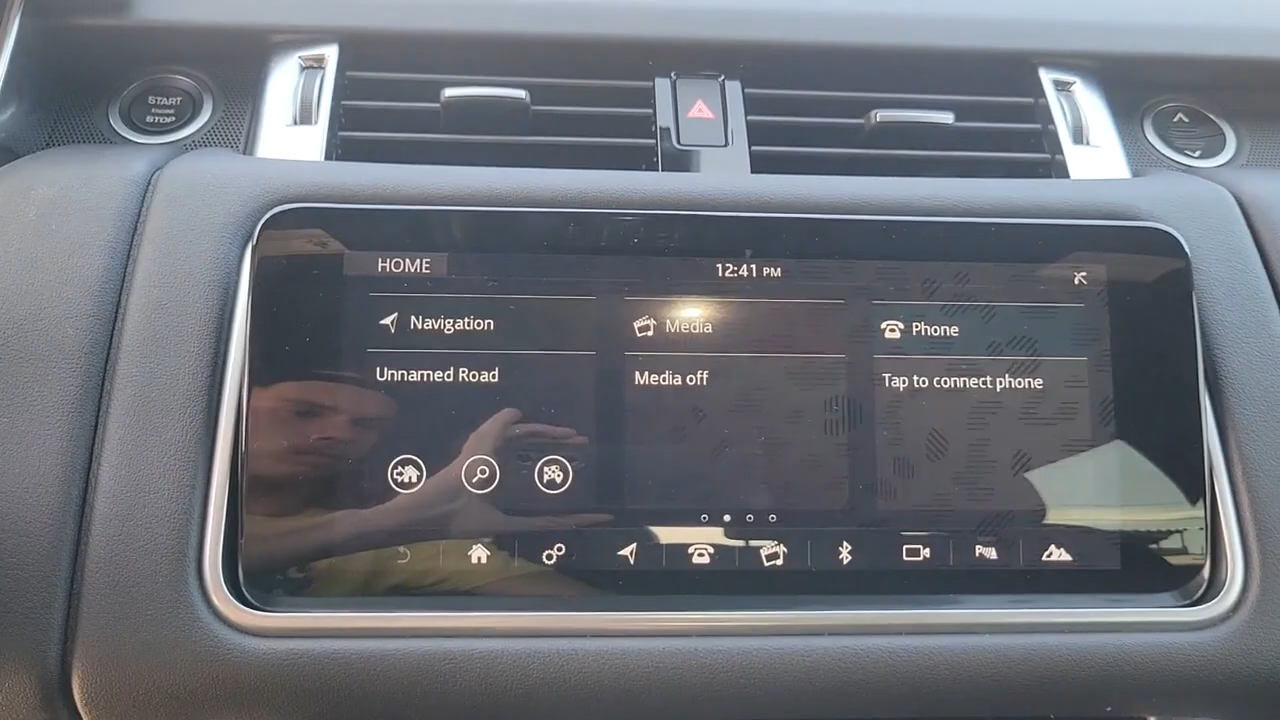 START
ENGINE
STOP
HOME
12:41 PM
Navigation
Media
Phone
Unnamed Road
Media off
Tap to connect phone